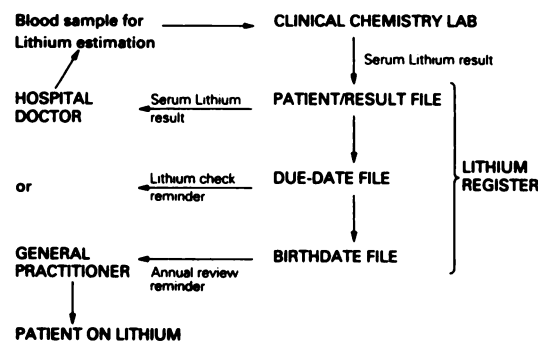 Blood sample for
Lithium estimation
CLINICAL CHEMISTRY LAB
Serum Lithium result
HOSPITAL
DOCTOR
Serum Lithium
result
PATIENT/RESULT FILE
or
Lithium check
reminder
DUE-DATE FILE
LITHIUM
REGISTER
GENERAL
PRACTITIONER
Annual review
reminder
BIRTHDATE FILE
PATIENT ON LITHIUM